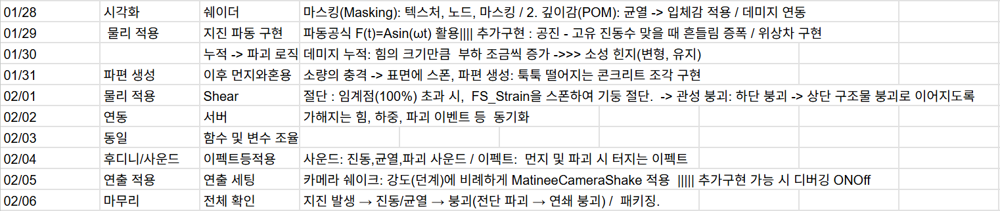 01/28 시각화 쉐이더 마스킹(Masking): 텍스처, 노드, 마스킹 / 2. 깊이감(POM): 균열 -> 입체감 적용 / 데미지 연동
01/29 물리 적용 지진 파동 구현 파동공식 F(t)=Asin(ωt) 활용|||| 추가구현 : 공진 - 고유 진동수 맞을 때 흔들림 증폭 / 위상차 구현
01/30 누적 -> 파괴 로직 데미지 누적: 힘의 크기만큼 부하 조금씩 증가 ->>>> 소성 힌지(변형, 유지)
01/31 파편 생성 이후 먼지와혼용 소량의 충격 -> 표면에 스폰, 파편 생성: 툭툭 떨어지는 콘크리트 조각 구현
02/01 물리 적용 Shear 절단 : 임계점(100%) 초과 시, FS_Strain을 스폰하여 기둥 절단. -> 관성 붕괴: 하단 붕괴 -> 상단 구조물 붕괴로 이어지도록
02/02 연동 서버 가해지는 힘, 하중, 파괴 이벤트 등 동기화
02/03 동일 함수 및 변수 조율
02/04 후디니/사운드 이펙트등적용 사운드: 진동,균열,파괴 사운드 / 이펙트: 먼지 및 파괴 시 터지는 이펙트
02/05 연출 적용 연출 세팅 카메라 쉐이크: 강도(던계)에 비례하게 MatineeCameraShake 적용 ||||| 추가구현 가능 시 디버깅 ONOff
02/06 마무리 전체 확인 지진 발생 → 진동/균열 → 붕괴(전단 파괴 → 연쇄 붕괴) / 패키징.